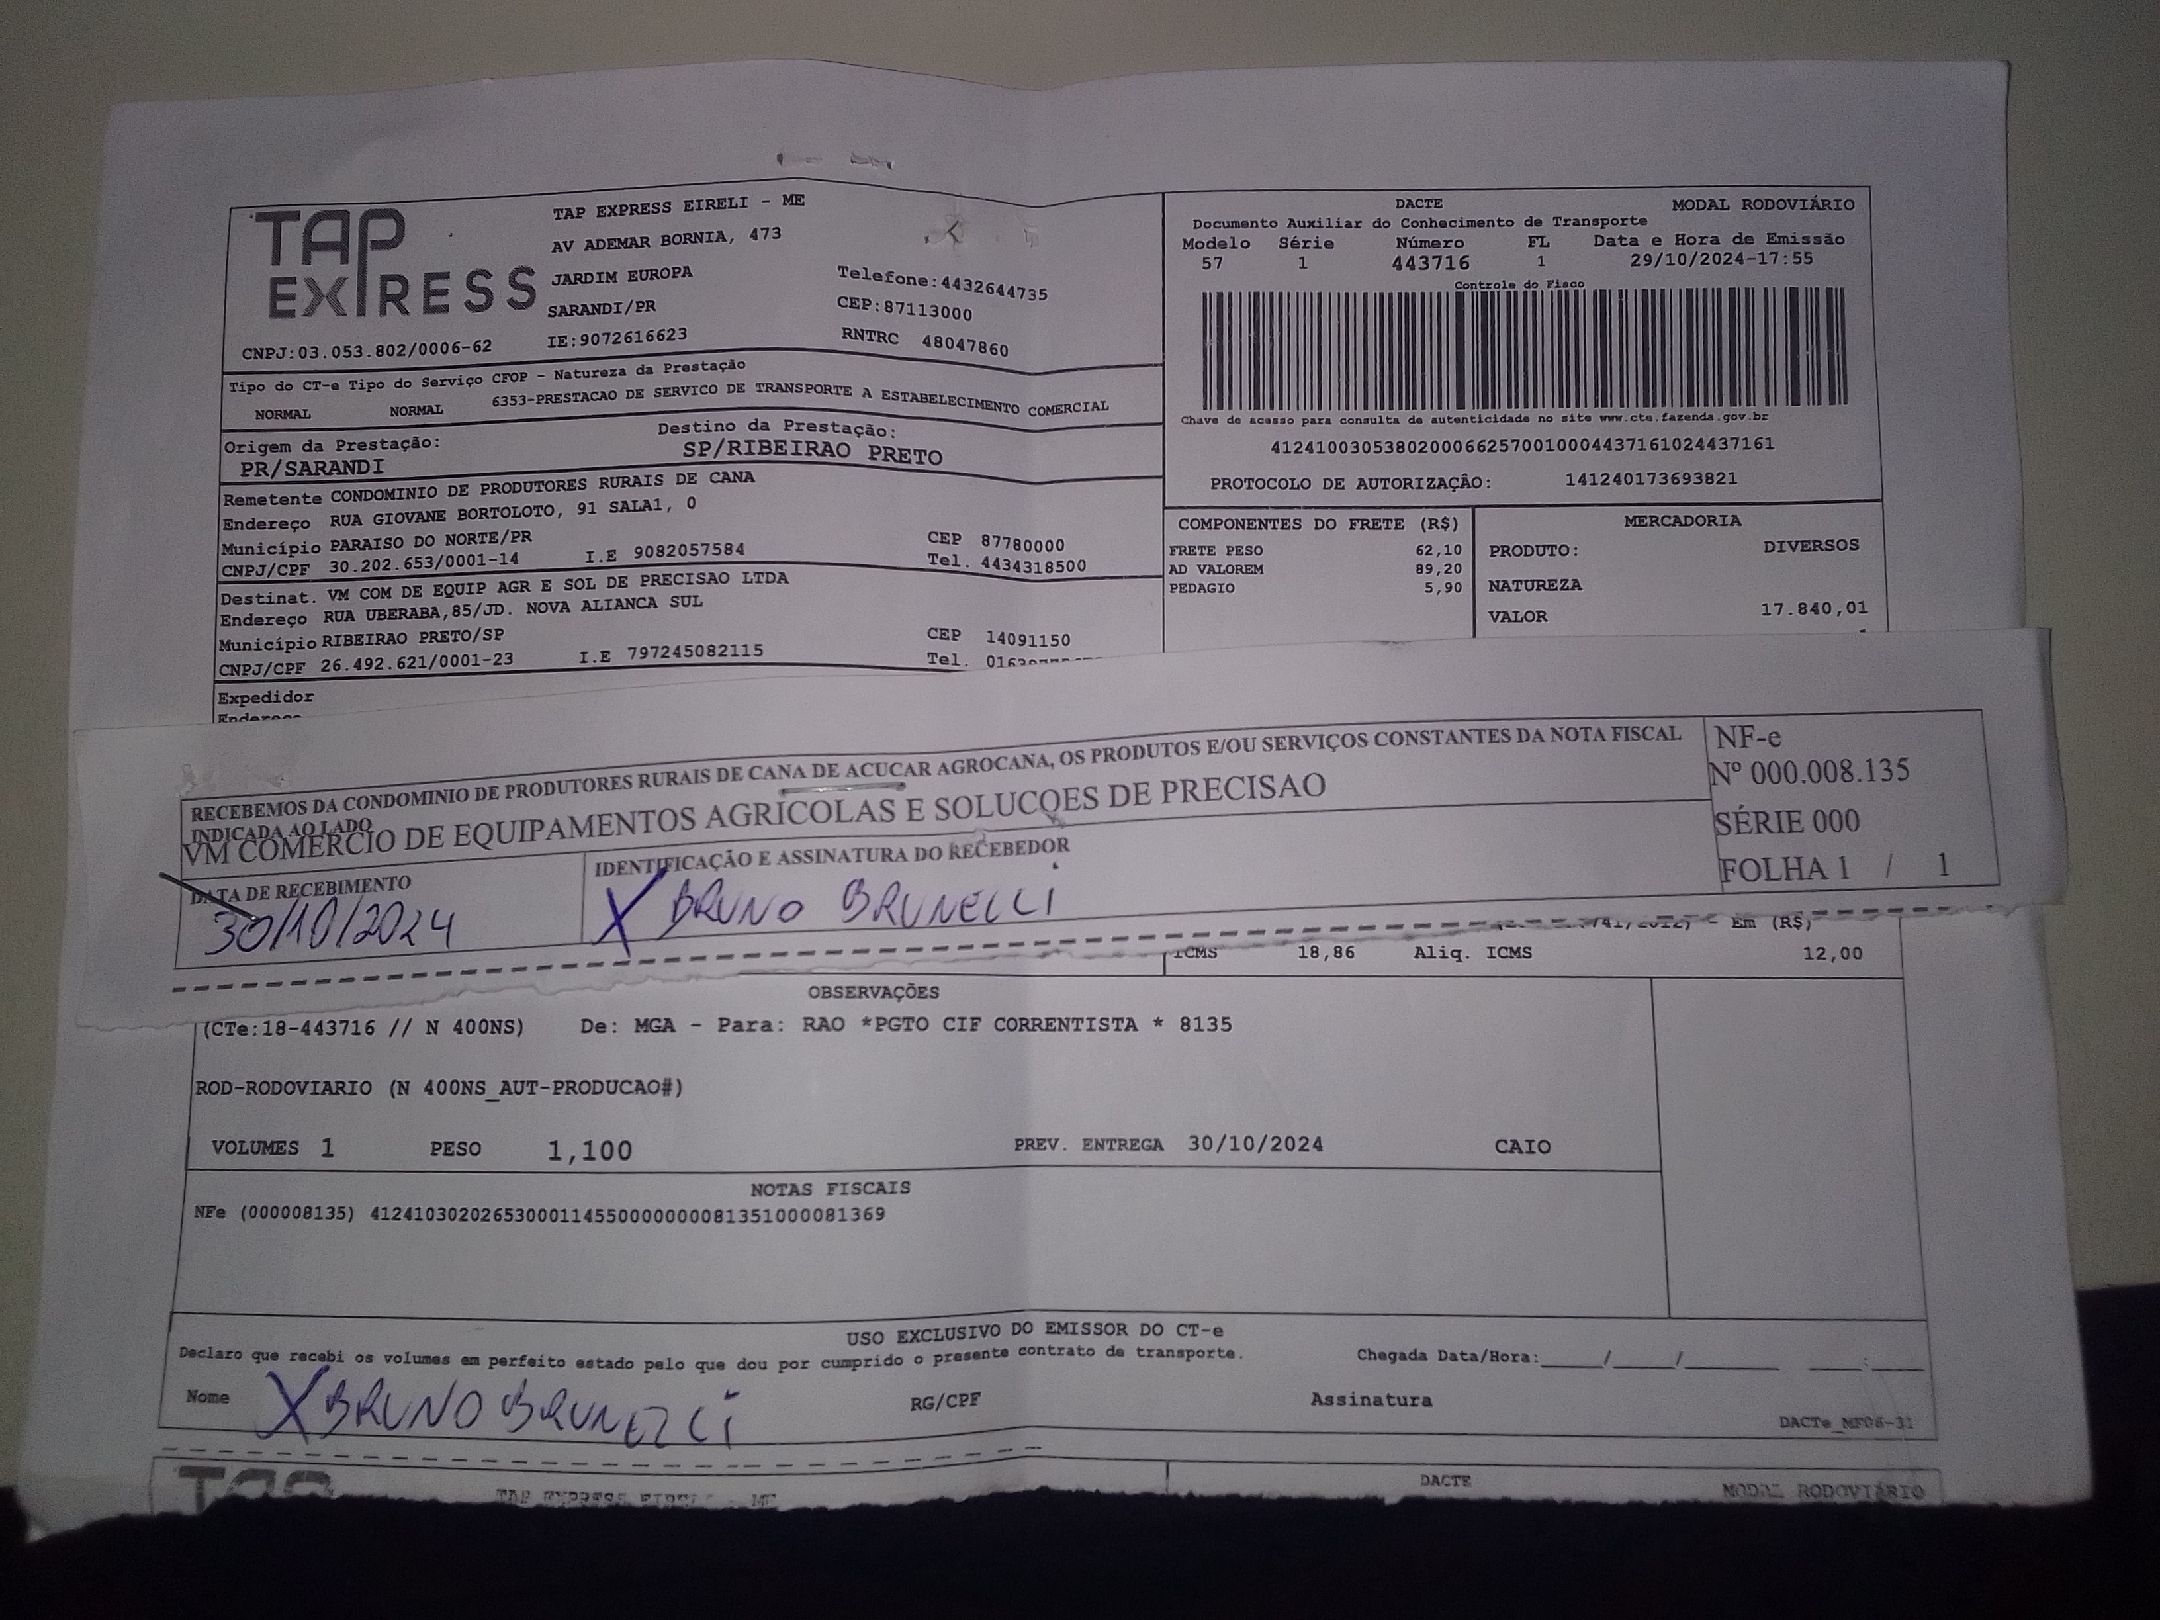 TAP EXPRESS
TAP EXPRESS EIRELI - ME
AV ADEMAR BORNIA, 473
JARDIM EUROPA
SARANDI/PR
IE:9072616623
Telefone:4432644735
CEP:87113000
RNTRC 48047860
CNPJ:03.053.802/0006-62
DACTE MODAL RODOVIÁRIO
Documento Auxiliar do Conhecimento de Transporte
Modelo Série Número FL Data e Hora de Emissão
57 1 443716 1 29/10/2024-17:55
Controle do Fisco
Chave de acesso para consulta de autenticidade no site www.cte.fazenda.gov.br
41241003053802000662570010004437161024437161
PROTOCOLO DE AUTORIZAÇÃO: 141240173693821
Tipo do CT-e Tipo do Serviço CFOP - Natureza da Prestação
NORMAL NORMAL 6353-PRESTACAO DE SERVICO DE TRANSPORTE A ESTABELECIMENTO COMERCIAL
Origem da Prestação: Destino da Prestação:
PR/SARANDI SP/RIBEIRAO PRETO
Remetente CONDOMINIO DE PRODUTORES RURAIS DE CANA
Endereço RUA GIOVANE BORTOLOTO, 91 SALA1, 0
Município PARAISO DO NORTE/PR CEP 87780000
CNPJ/CPF 30.202.653/0001-14 I.E 9082057584 Tel. 4434318500
Destinat. VM COM DE EQUIP AGR E SOL DE PRECISAO LTDA
Endereço RUA UBERABA,85/JD. NOVA ALIANCA SUL
Município RIBEIRAO PRETO/SP CEP 14091150
CNPJ/CPF 26.492.621/0001-23 I.E 797245082115 Tel.
Expedidor
Endereço
COMPONENTES DO FRETE (R$)
FRETE PESO 62,10
AD VALOREM 89,20
PEDAGIO 5,90
MERCADORIA
PRODUTO: DIVERSOS
NATUREZA
VALOR 17.840,01
RECEBEMOS DA CONDOMINIO DE PRODUTORES RURAIS DE CANA DE ACUCAR AGROCANA, OS PRODUTOS E/OU SERVIÇOS CONSTANTES DA NOTA FISCAL
INDICADA AO LADO
VM COMERCIO DE EQUIPAMENTOS AGRICOLAS E SOLUCOES DE PRECISAO
DATA DE RECEBIMENTO
30/10/2024
IDENTIFICAÇÃO E ASSINATURA DO RECEBEDOR
X BRUNO BRUNELLI
NF-e
Nº 000.008.135
SÉRIE 000
FOLHA 1 / 1
- Em (R$)
ICMS 18,86 Aliq. ICMS 12,00
OBSERVAÇÕES
(CTe:18-443716 // N 400NS) De: MGA - Para: RAO *PGTO CIF CORRENTISTA * 8135
ROD-RODOVIARIO (N 400NS_AUT-PRODUCAO#)
VOLUMES 1 PESO 1,100 PREV. ENTREGA 30/10/2024 CAIO
NOTAS FISCAIS
NFe (000008135) 41241030202653000114550000000081351000081369
USO EXCLUSIVO DO EMISSOR DO CT-e
Declaro que recebi os volumes em perfeito estado pelo que dou por cumprido o presente contrato de transporte. Chegada Data/Hora:_____/_____/________ ____:____
Nome X BRUNO BRUNELLI RG/CPF Assinatura
DACTe_MF06-31
TAP EXPRESS EIRELI - ME
DACTE MODAL RODOVIÁRIO